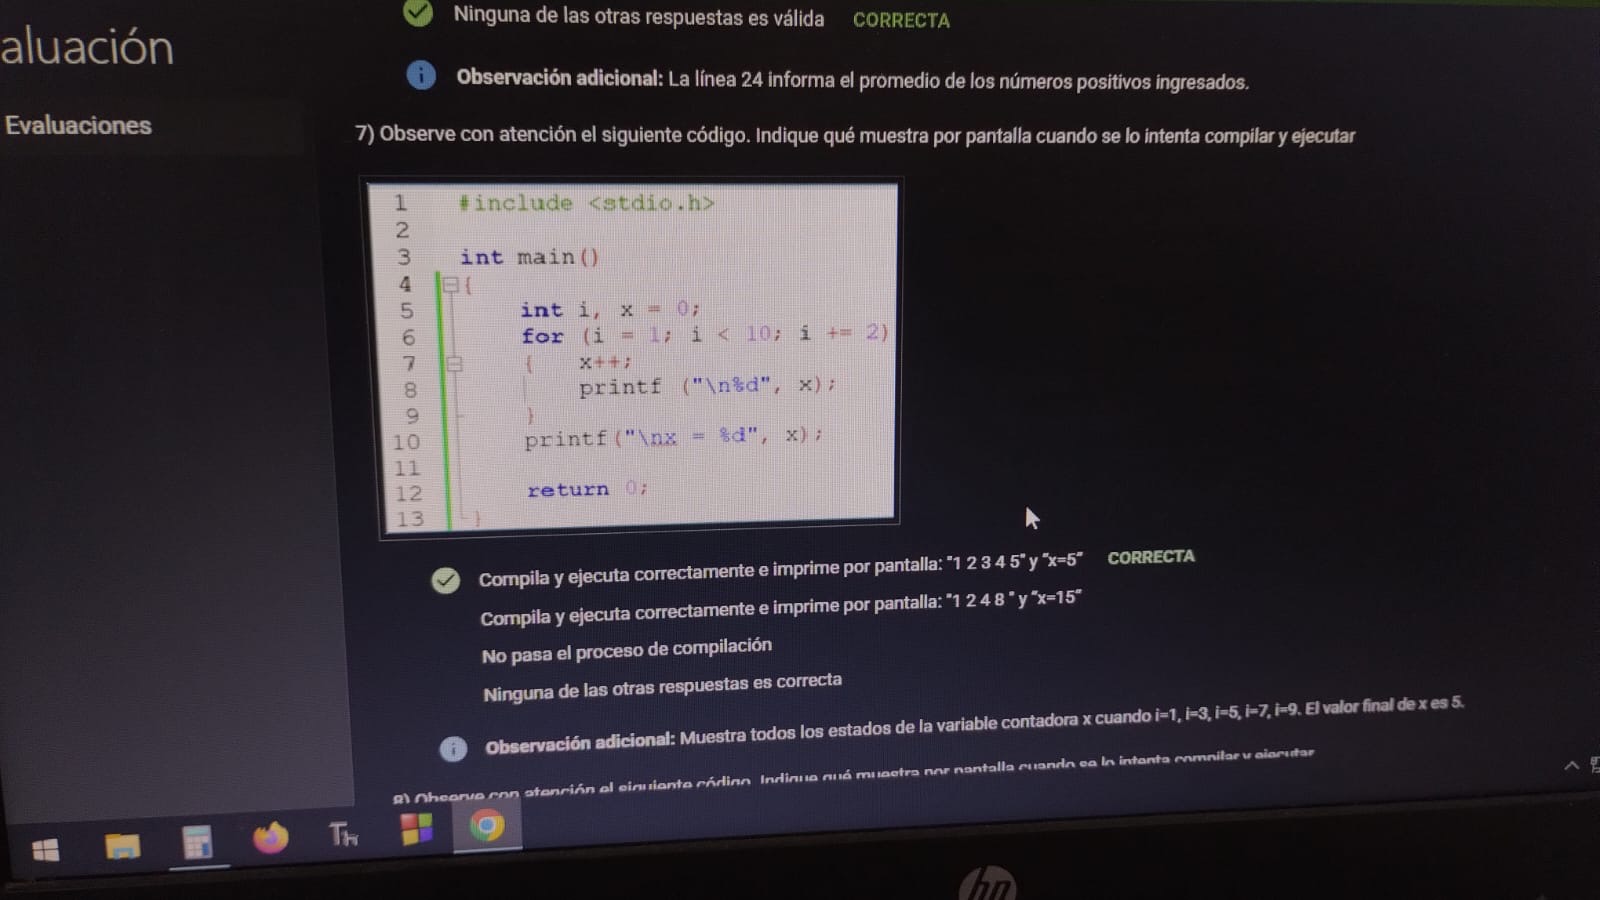 Ninguna de las otras respuestas es válida CORRECTA
aluación
Observación adicional: La línea 24 informa el promedio de los números positivos ingresados.
Evaluaciones
7) Observe con atención el siguiente código. Indique qué muestra por pantalla cuando se lo intenta compilar y ejecutar
1 #include <stdio.h>
2
3 int main()
4 {
5 int i, x = 0;
6 for (i = 1; i < 10; i += 2)
7 { x++;
8 printf ("\n%d", x);
9 }
10 printf("\nx = %d", x);
11
12 return 0;
13 }
Compila y ejecuta correctamente e imprime por pantalla: "1 2 3 4 5" y "x=5" CORRECTA
Compila y ejecuta correctamente e imprime por pantalla: "1 2 4 8 " y "x=15"
No pasa el proceso de compilación
Ninguna de las otras respuestas es correcta
Observación adicional: Muestra todos los estados de la variable contadora x cuando i=1, i=3, i=5, i=7, i=9. El valor final de x es 5.
8) Observe con atención el siguiente código. Indique qué muestra por pantalla cuando se lo intenta compilar y ejecutar
hp